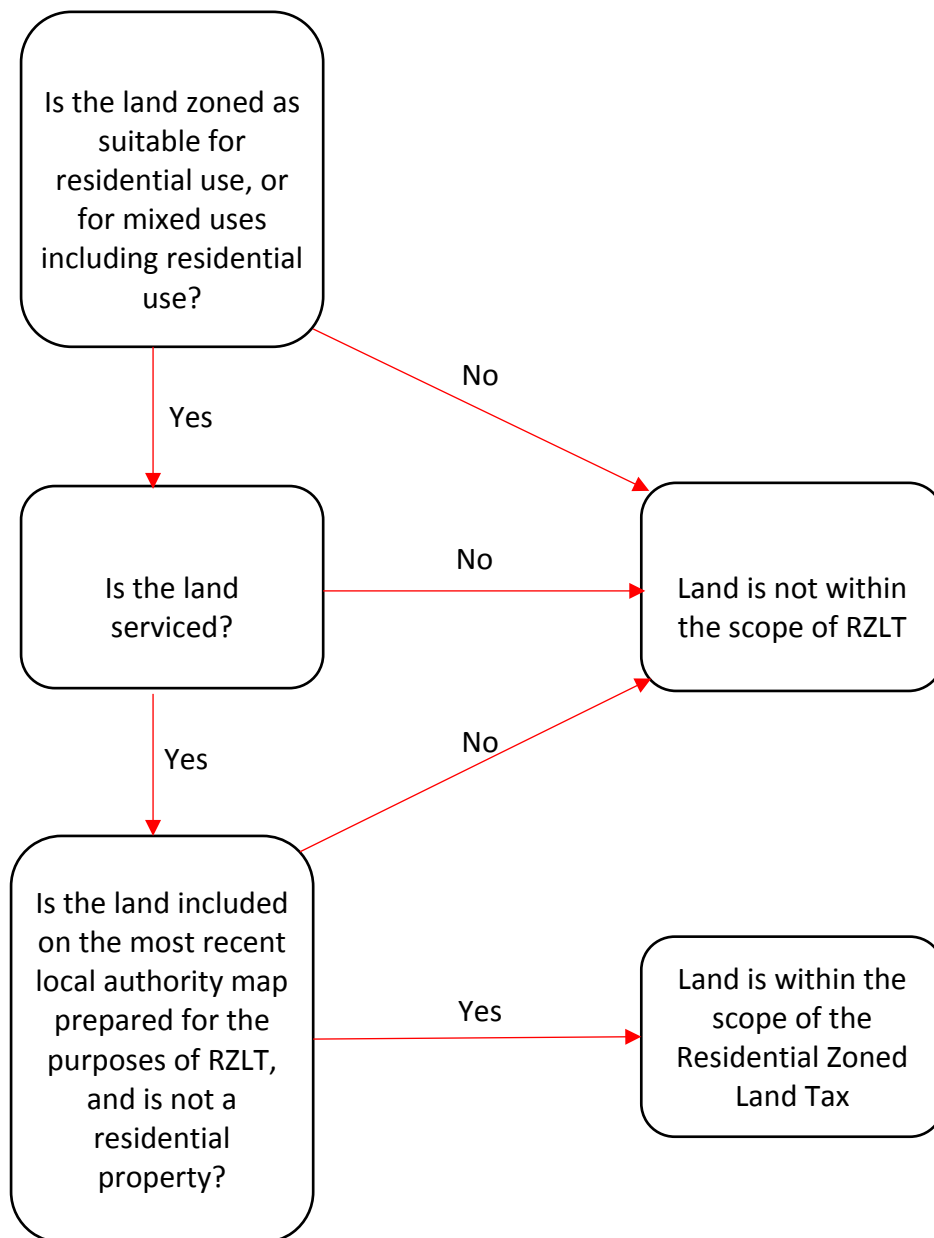 Is the land zoned as
suitable for
residential use, or
for mixed uses
including residential
use?
No
Yes
Is the land
serviced?
No
Land is not within
the scope of RZLT
Yes
No
Is the land included
on the most recent
local authority map
prepared for the
purposes of RZLT,
and is not a
residential
property?
Yes
Land is within the
scope of the
Residential Zoned
Land Tax